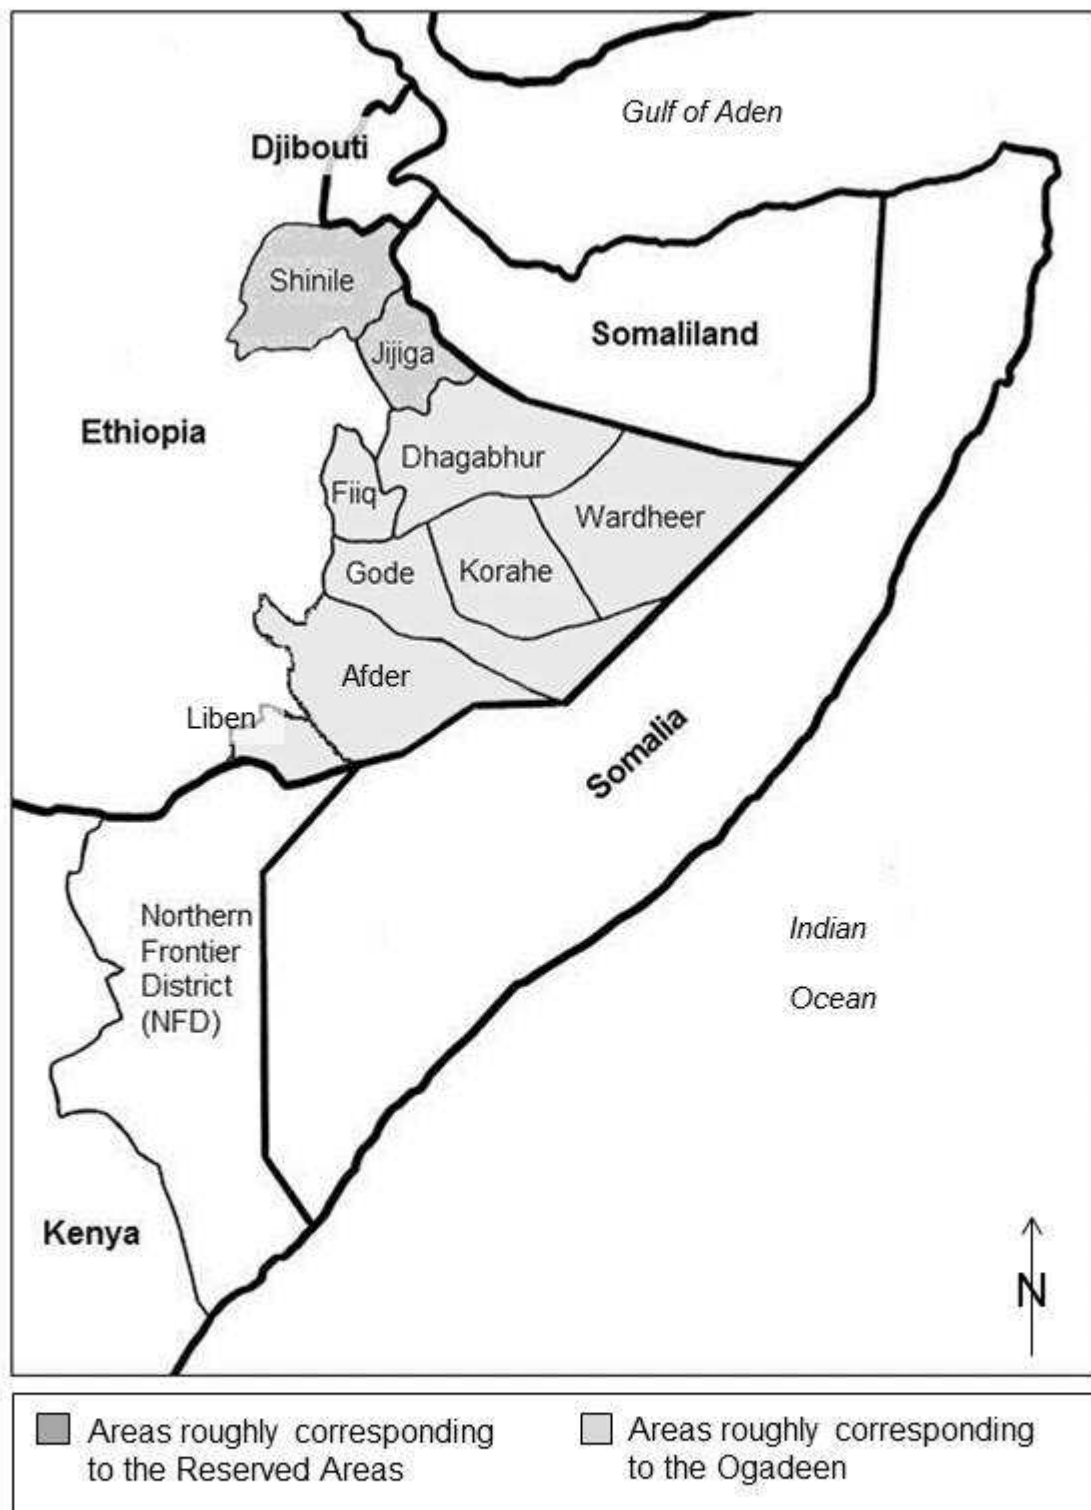 Gulf of Aden
Djibouti
Shinile
Somaliland
Jijiga
Ethiopia
Dhagabhur
Fiiq
Wardheer
Gode
Korahe
Afder
Liben
Somalia
Northern
Frontier
District
(NFD)
Indian
Ocean
Kenya
N
Areas roughly corresponding
to the Reserved Areas
Areas roughly corresponding
to the Ogadeen